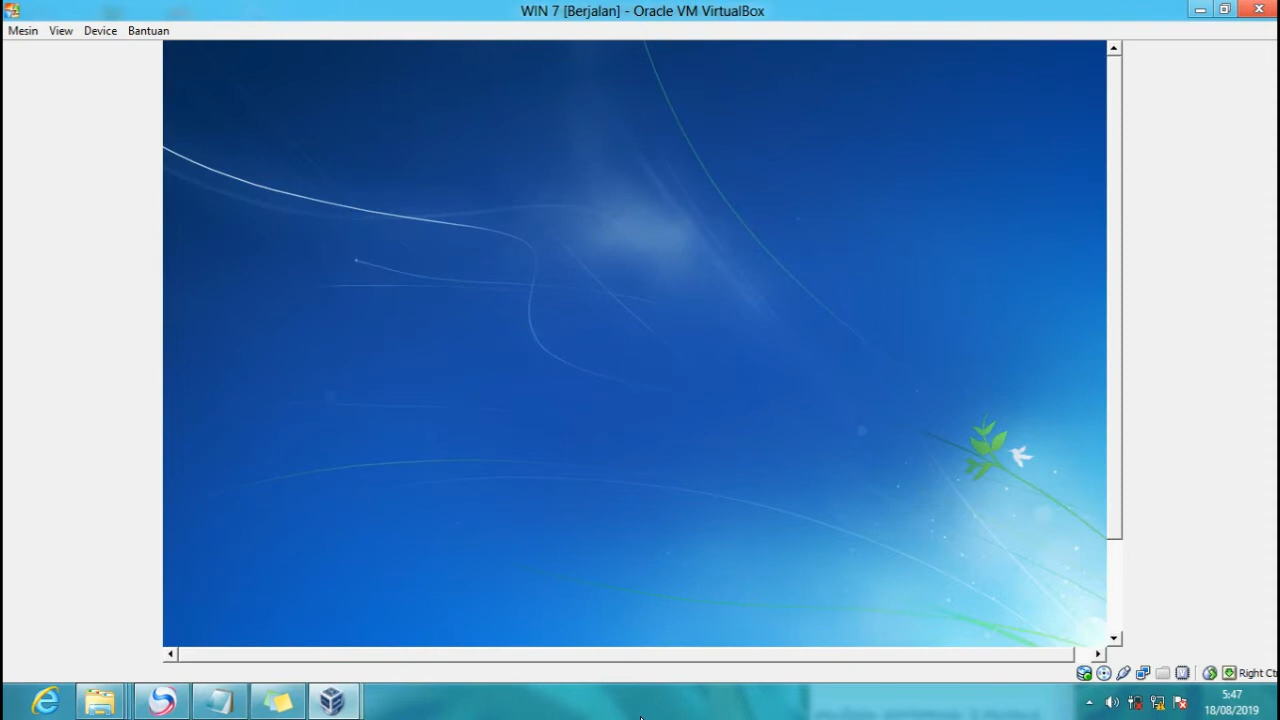 WIN 7 [Berjalan] - Oracle VM VirtualBox
Mesin View Device Bantuan
Right Ct
5:47
18/08/2019